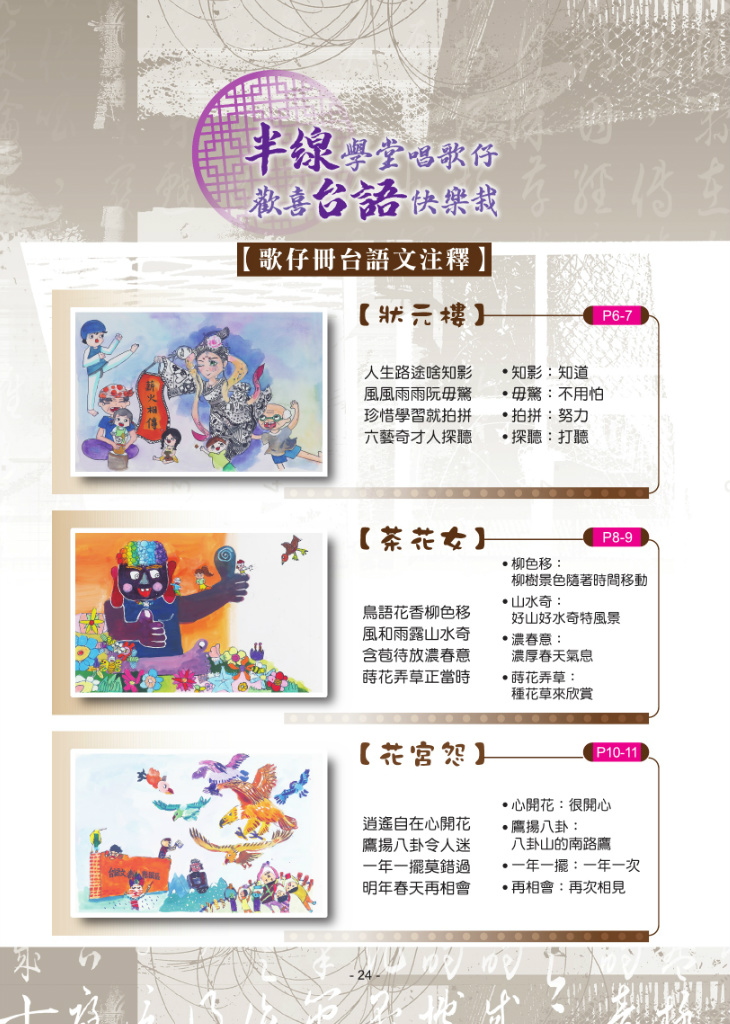 半線學堂唱歌仔
歡喜台語快樂栽
【歌仔冊台語文注釋】
【狀元樓】
P6-7
薪火相傳
人生路途啥知影
風風雨雨阮毋驚
珍惜學習就拍拼
六藝奇才人探聽
•知影：知道
•毋驚：不用怕
•拍拼：努力
•探聽：打聽
【茶花女】
P8-9
鳥語花香柳色移
風和雨露山水奇
含苞待放濃春意
蒔花弄草正當時
•柳色移：
柳樹景色隨著時間移動
•山水奇：
好山好水奇特風景
•濃春意：
濃厚春天氣息
•蒔花弄草：
種花草來欣賞
【花宮怨】
P10-11
逍遙自在心開花
鷹揚八卦令人迷
一年一擺莫錯過
明年春天再相會
•心開花：很開心
•鷹揚八卦：
八卦山的南路鷹
•一年一擺：一年一次
•再相會：再次相見
- 24 -